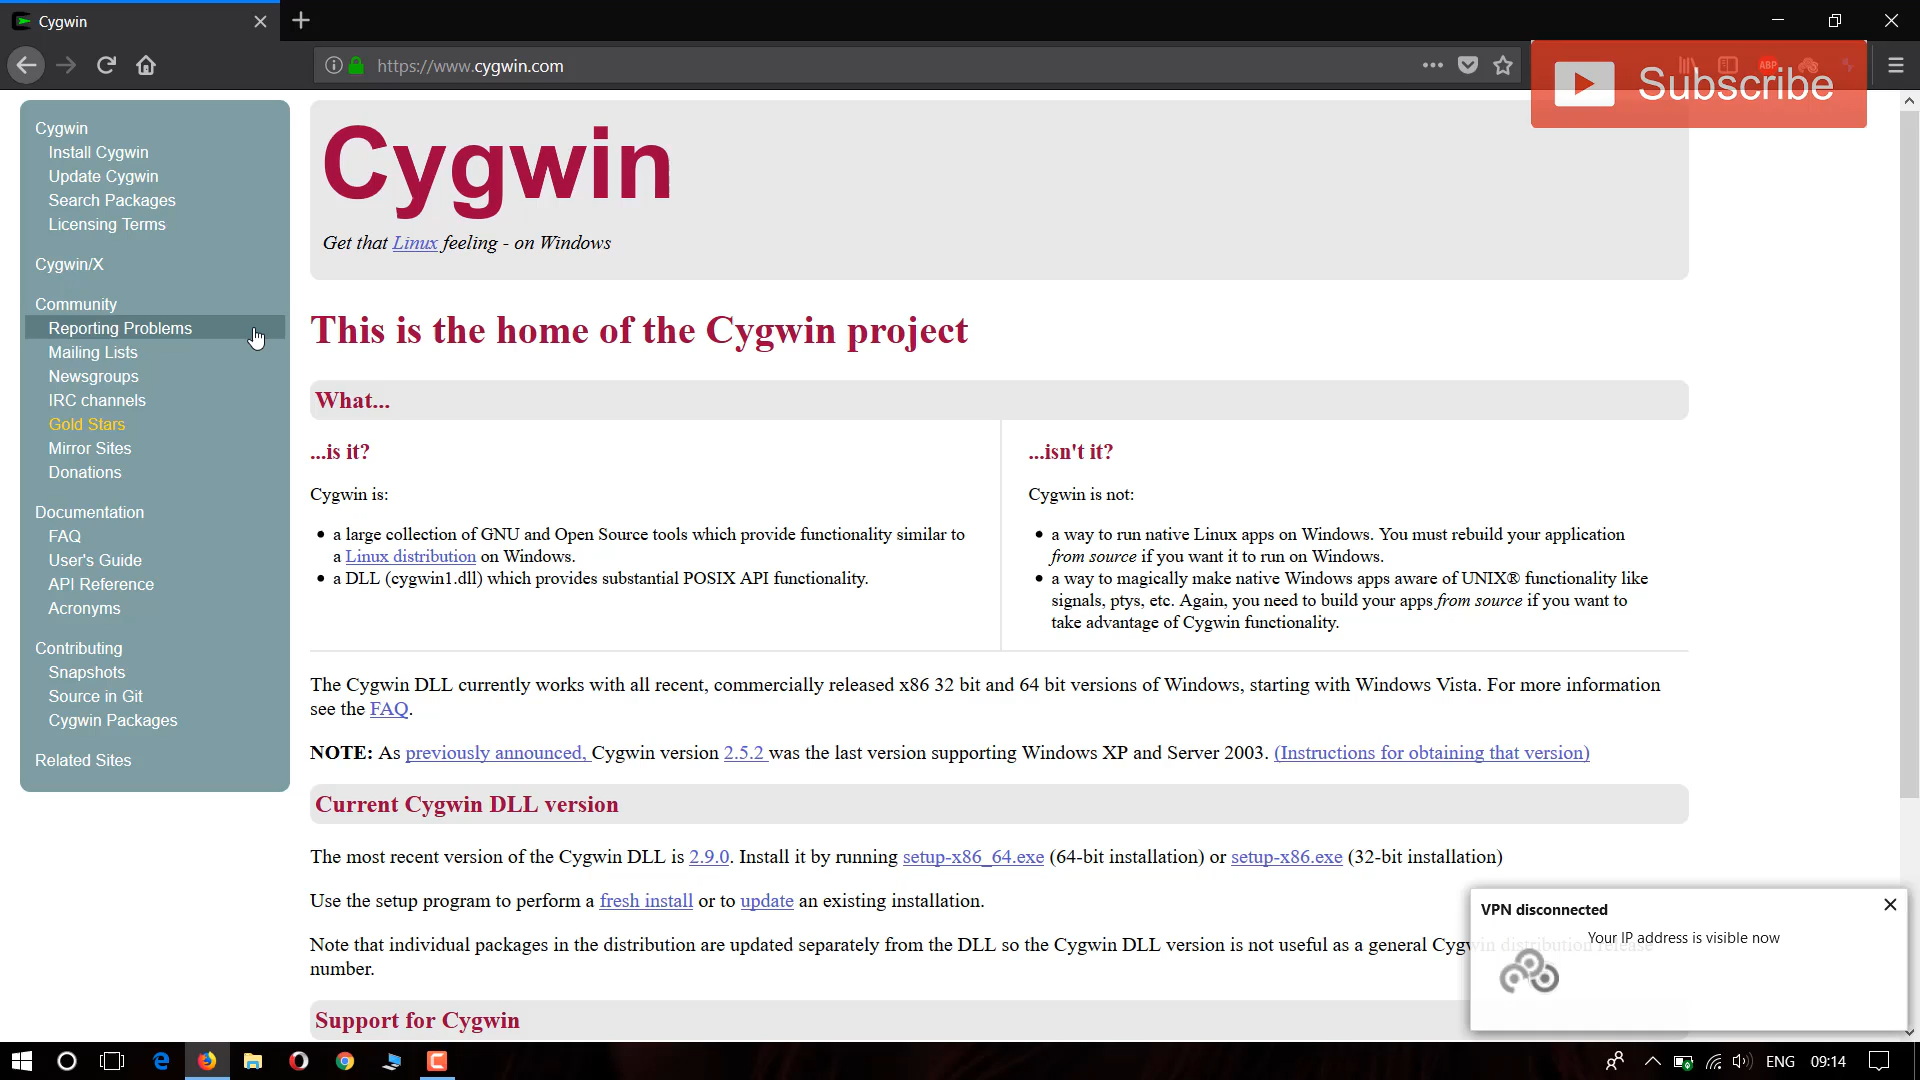 Cygwin
https://www.cygwin.com
Subscribe
ABP
Cygwin
Install Cygwin
Update Cygwin
Search Packages
Licensing Terms
Cygwin/X
Community
Reporting Problems
Mailing Lists
Newsgroups
IRC channels
Gold Stars
Mirror Sites
Donations
Documentation
FAQ
User's Guide
API Reference
Acronyms
Contributing
Snapshots
Source in Git
Cygwin Packages
Related Sites
Cygwin
Get that Linux feeling - on Windows
This is the home of the Cygwin project
What...
...is it?
Cygwin is:
a large collection of GNU and Open Source tools which provide functionality similar to
a Linux distribution on Windows.
a DLL (cygwin1.dll) which provides substantial POSIX API functionality.
...isn't it?
Cygwin is not:
a way to run native Linux apps on Windows. You must rebuild your application
from source if you want it to run on Windows.
a way to magically make native Windows apps aware of UNIX® functionality like
signals, ptys, etc. Again, you need to build your apps from source if you want to
take advantage of Cygwin functionality.
The Cygwin DLL currently works with all recent, commercially released x86 32 bit and 64 bit versions of Windows, starting with Windows Vista. For more information
see the FAQ.
NOTE: As previously announced, Cygwin version 2.5.2 was the last version supporting Windows XP and Server 2003. (Instructions for obtaining that version)
Current Cygwin DLL version
The most recent version of the Cygwin DLL is 2.9.0. Install it by running setup-x86_64.exe (64-bit installation) or setup-x86.exe (32-bit installation)
Use the setup program to perform a fresh install or to update an existing installation.
Note that individual packages in the distribution are updated separately from the DLL so the Cygwin DLL version is not useful as a general Cygwin distribution release
number.
Support for Cygwin
VPN disconnected
Your IP address is visible now
ENG
09:14